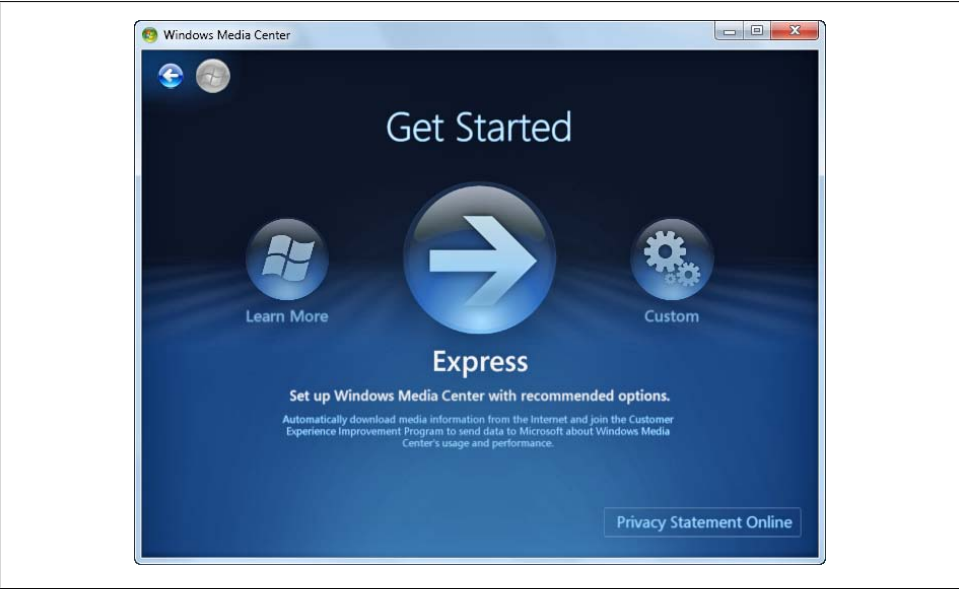 Windows Media Center
Get Started
Learn More
Custom
Express
Set up Windows Media Center with recommended options.
Automatically download media information from the Internet and join the Customer
Experience Improvement Program to send data to Microsoft about Windows Media
Center's usage and performance.
Privacy Statement Online